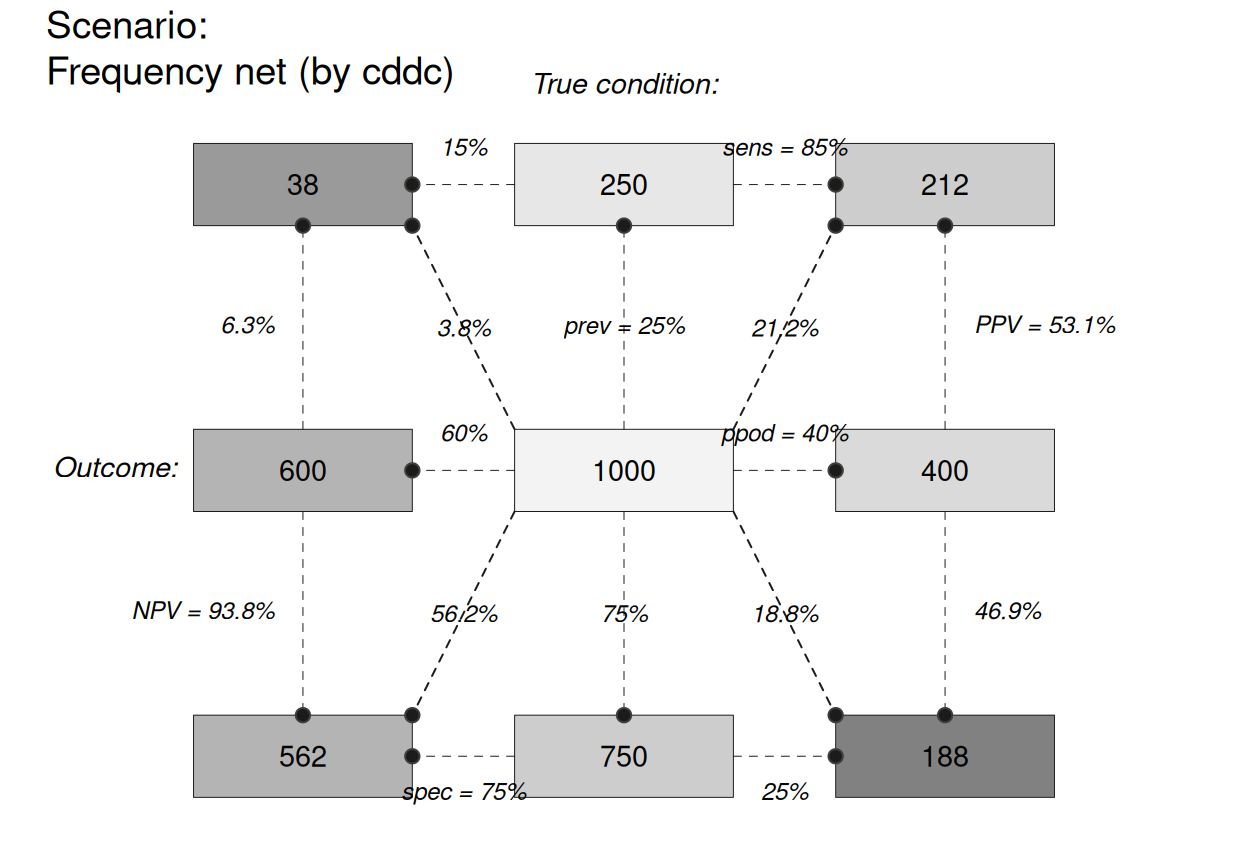 Scenario:
Frequency net (by cddc)
True condition:
15%
sens = 85%
38
250
212
6.3%
3.8%
prev = 25%
21.2%
PPV = 53.1%
60%
ppod = 40%
Outcome:
600
1000
400
NPV = 93.8%
56.2%
75%
18.8%
46.9%
562
750
188
spec = 75%
25%